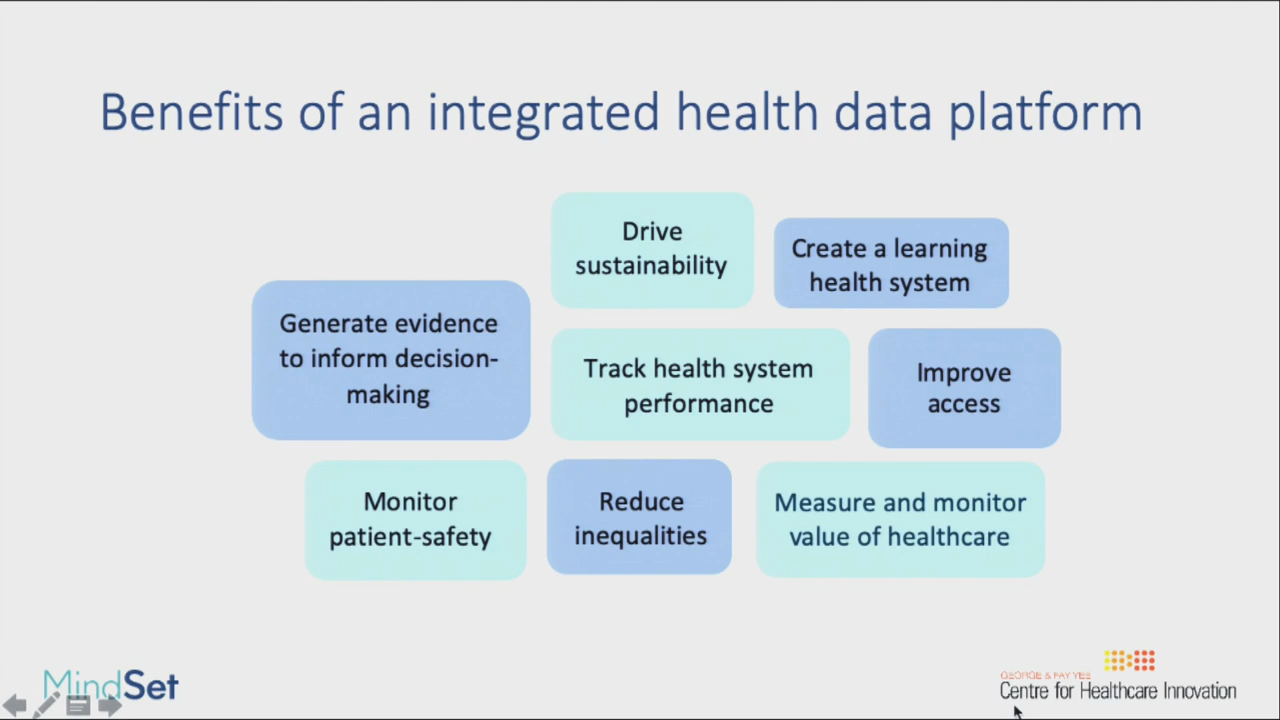 Benefits of an integrated health data platform
Drive
sustainability
Create a learning
health system
Generate evidence
to inform decision-
making
Track health system
performance
Improve
access
Monitor
patient-safety
Reduce
inequalities
Measure and monitor
value of healthcare
MindSet
GEORGE & FAY YEE
Centre for Healthcare Innovation